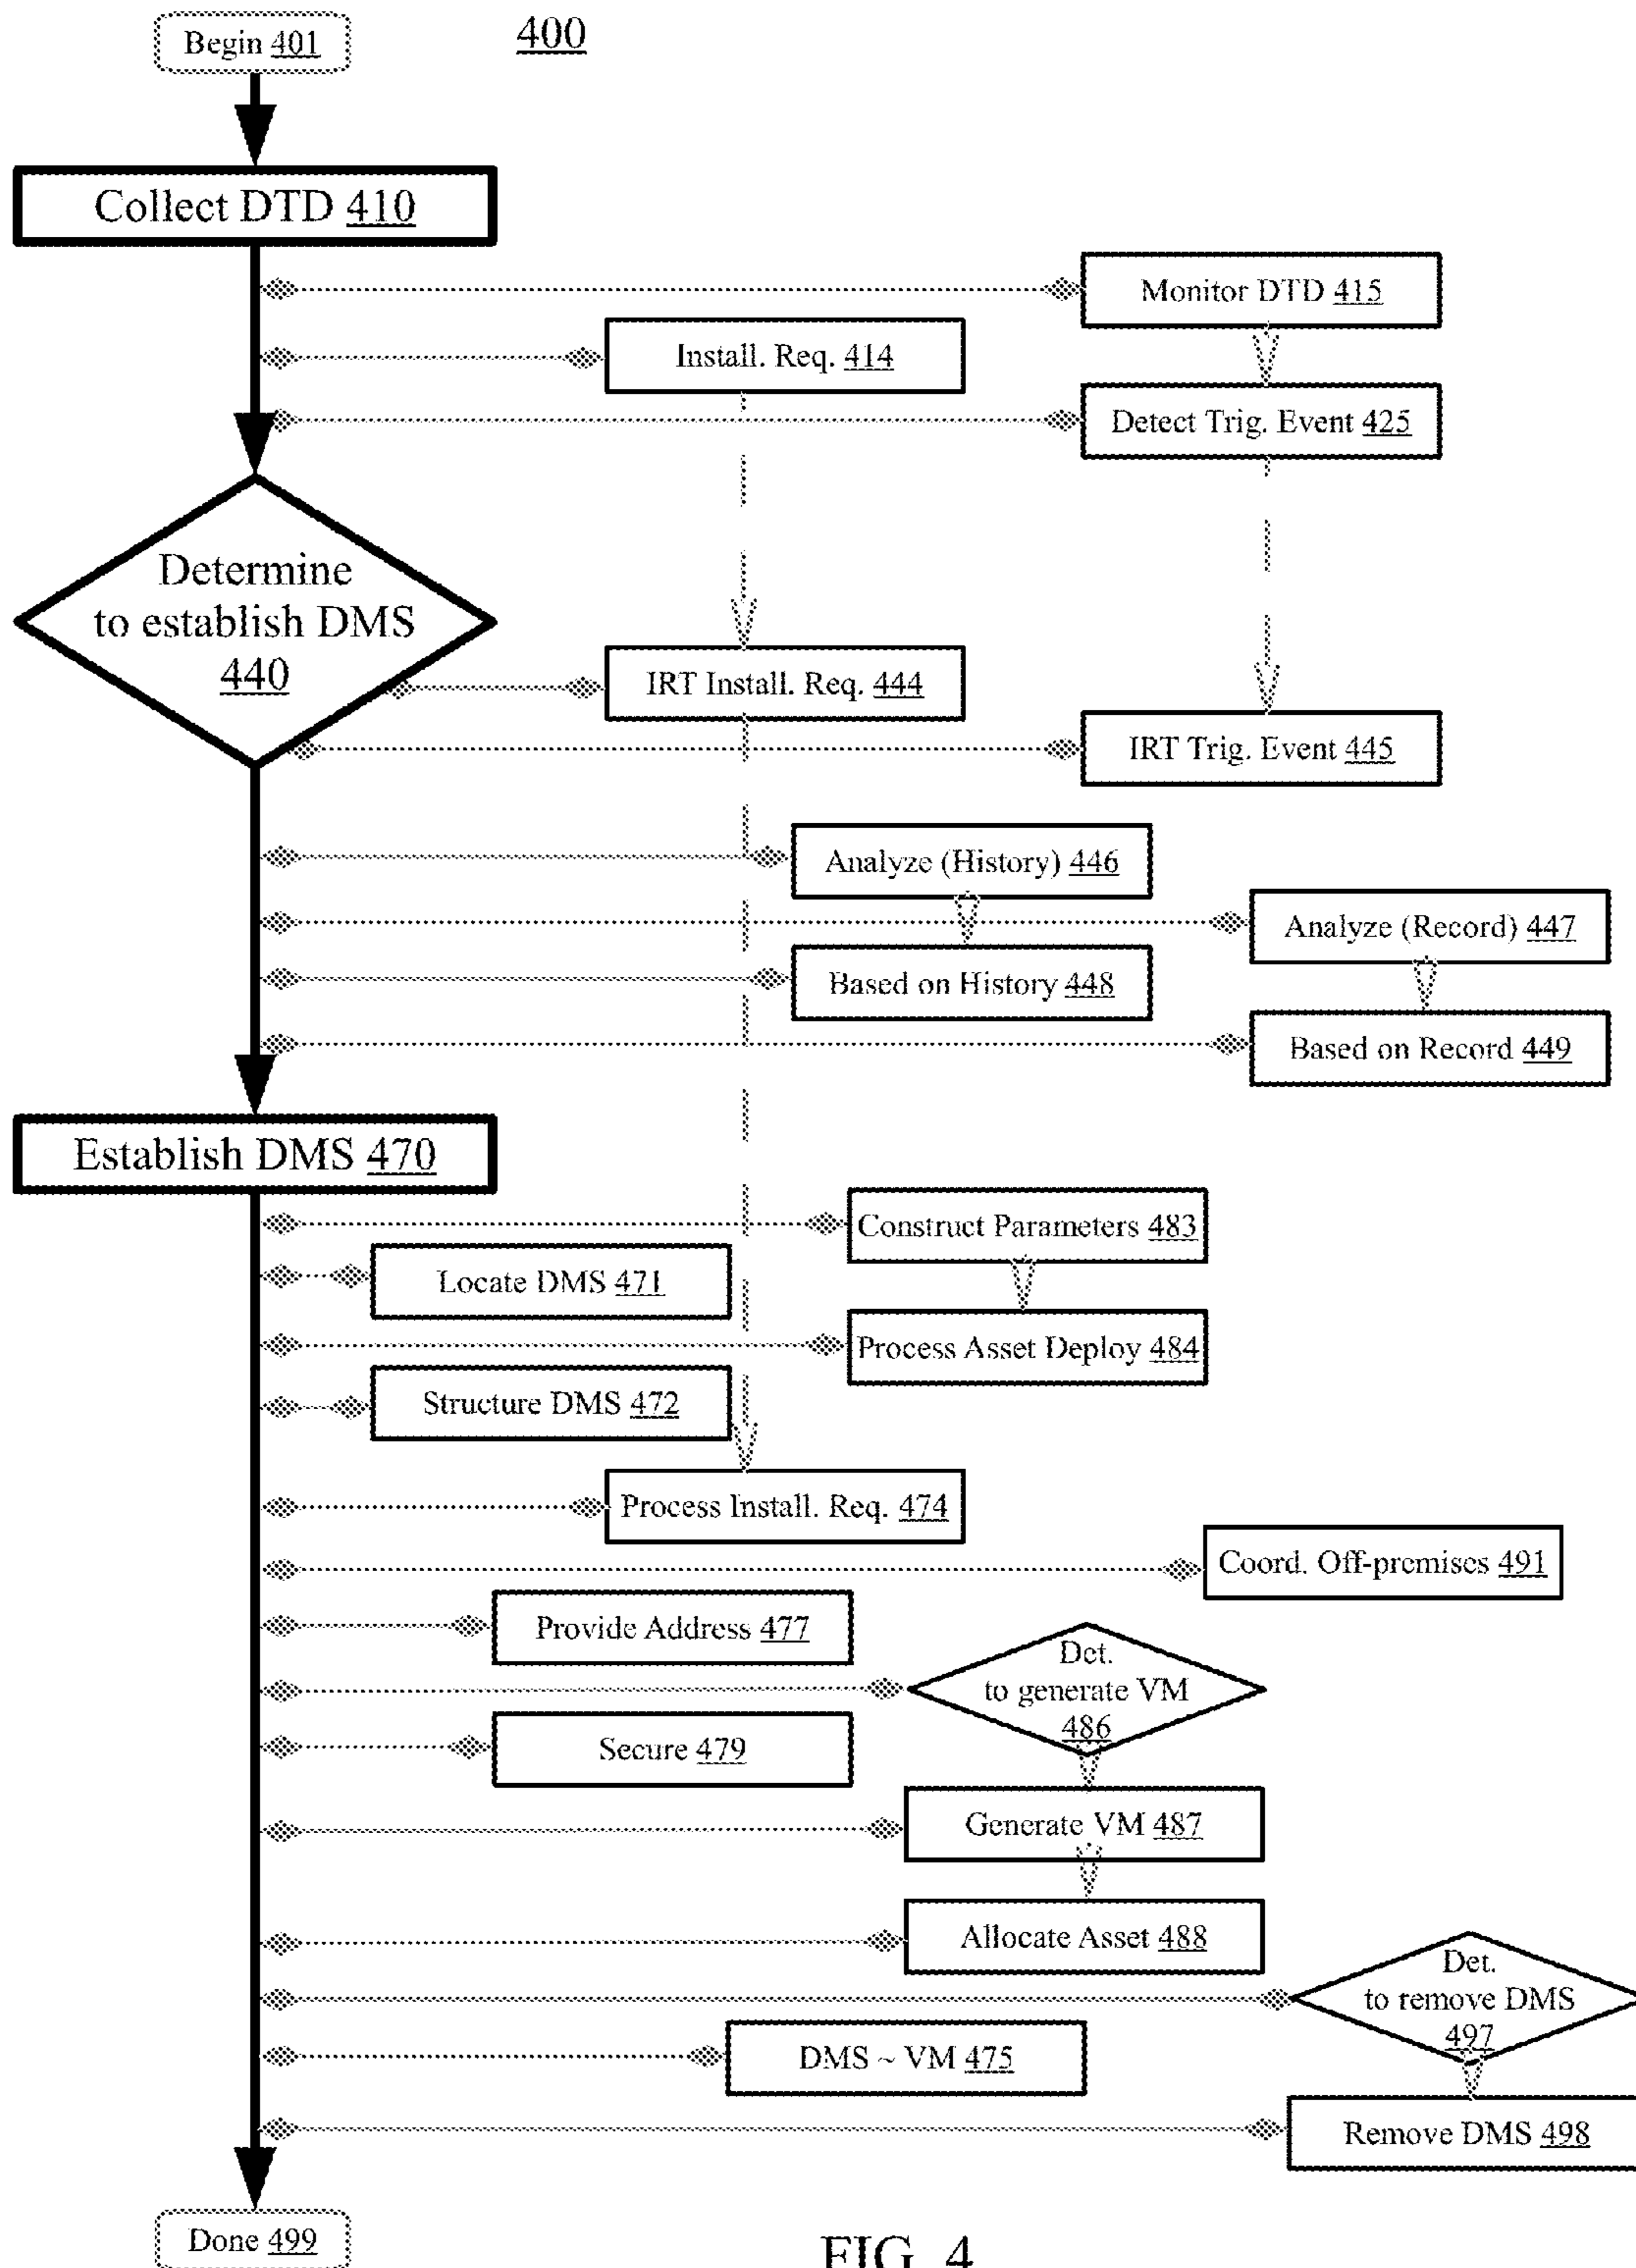 Begin 401
400
Collect DTD 410
Monitor DTD 415
Install. Req. 414
Detect Trig. Event 425
Determine
to establish DMS
440
IRT Install. Req. 444
IRT Trig. Event 445
Analyze (History) 446
Analyze (Record) 447
Based on History 448
Based on Record 449
Establish DMS 470
Construct Parameters 483
Locate DMS 471
Process Asset Deploy 484
Structure DMS 472
Process Install. Req. 474
Coord. Off-premises 491
Provide Address 477
Det.
to generate VM
486
Secure 479
Generate VM 487
Allocate Asset 488
Det.
to remove DMS
497
DMS ~ VM 475
Remove DMS 498
Done 499
FIG. 4